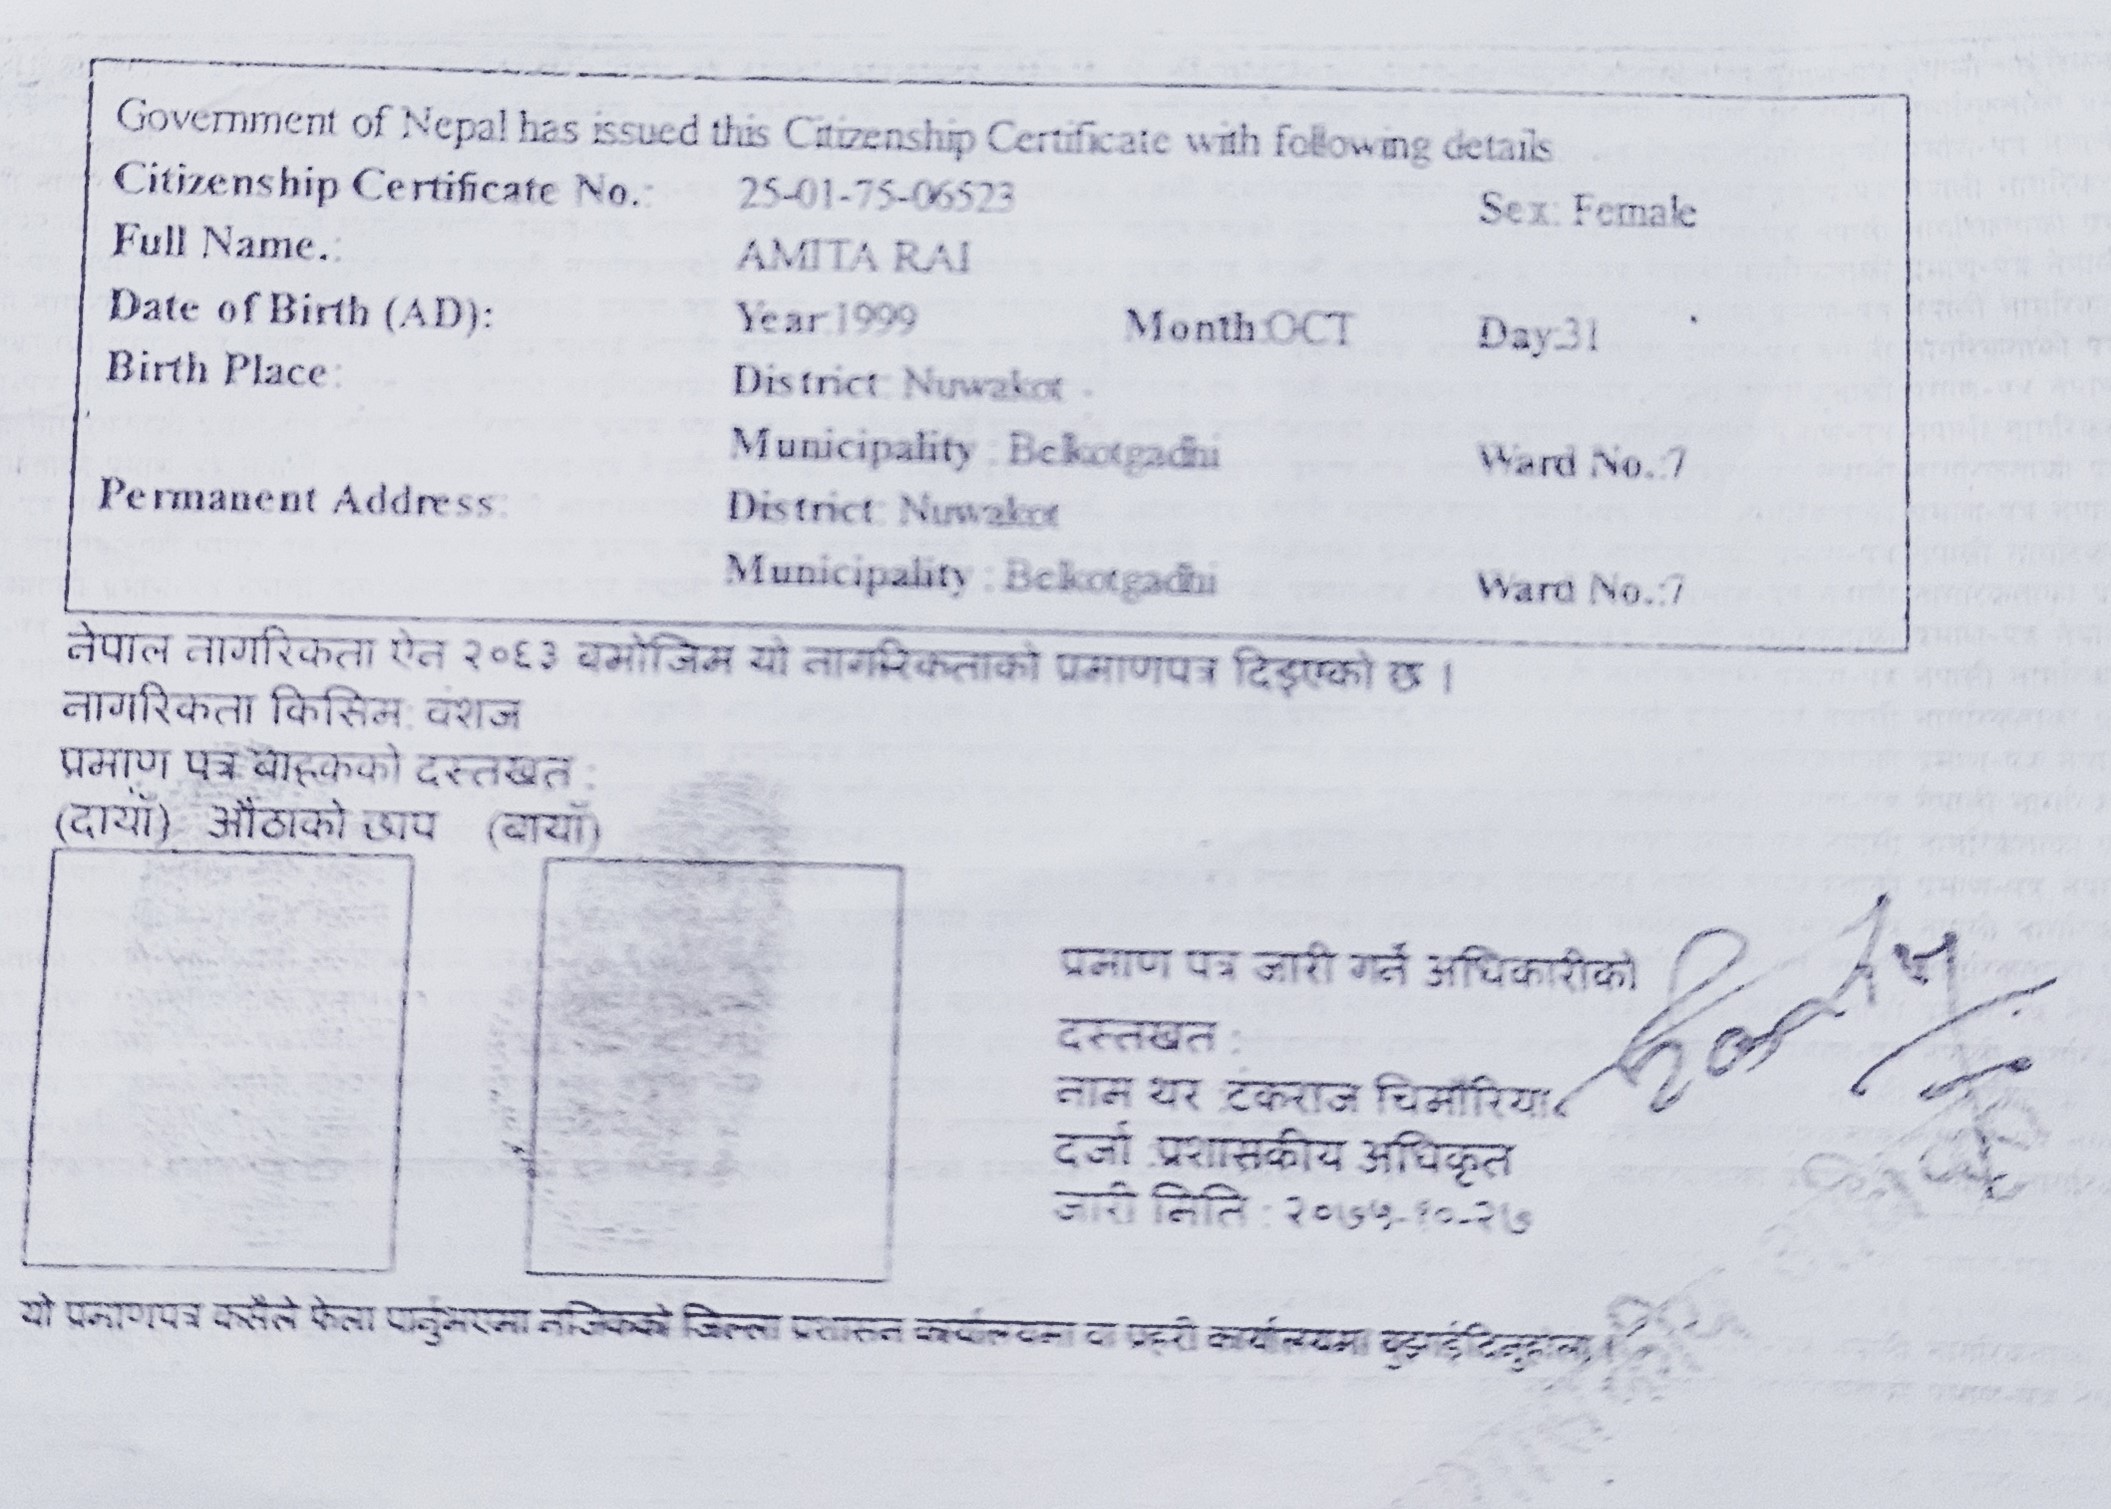 Government of Nepal has issued this Citizenship Certificate with following details
Citizenship Certificate No.: 25-01-75-06523 Sex: Female
Full Name.: AMITA RAI
Date of Birth (AD): Year:1999 Month:OCT Day:31
Birth Place: District: Nuwakot
Municipality : Belkotgadhi Ward No.:7
Permanent Address: District: Nuwakot
Municipality : Belkotgadhi Ward No.:7
नेपाल नागरिकता ऐन २०६३ बमोजिम यो नागरिकताको प्रमाणपत्र दिइएको छ ।
नागरिकता किसिम: वंशज
प्रमाण पत्र बाहकको दस्तखत :
(दायाँ) औंठाको छाप (बायाँ)
प्रमाण पत्र जारी गर्ने अधिकारीको
दस्तखत :
नाम थर :टंकराज चिमौरिया
दर्जा :प्रशासकीय अधिकृत
जारी मिति : २०७५-१०-२७
यो प्रमाणपत्र कसैले फेला पार्नुभएमा नजिकको जिल्ला प्रशासन कार्यालयमा वा प्रहरी कार्यालयमा बुझाईदिनुहोला ।